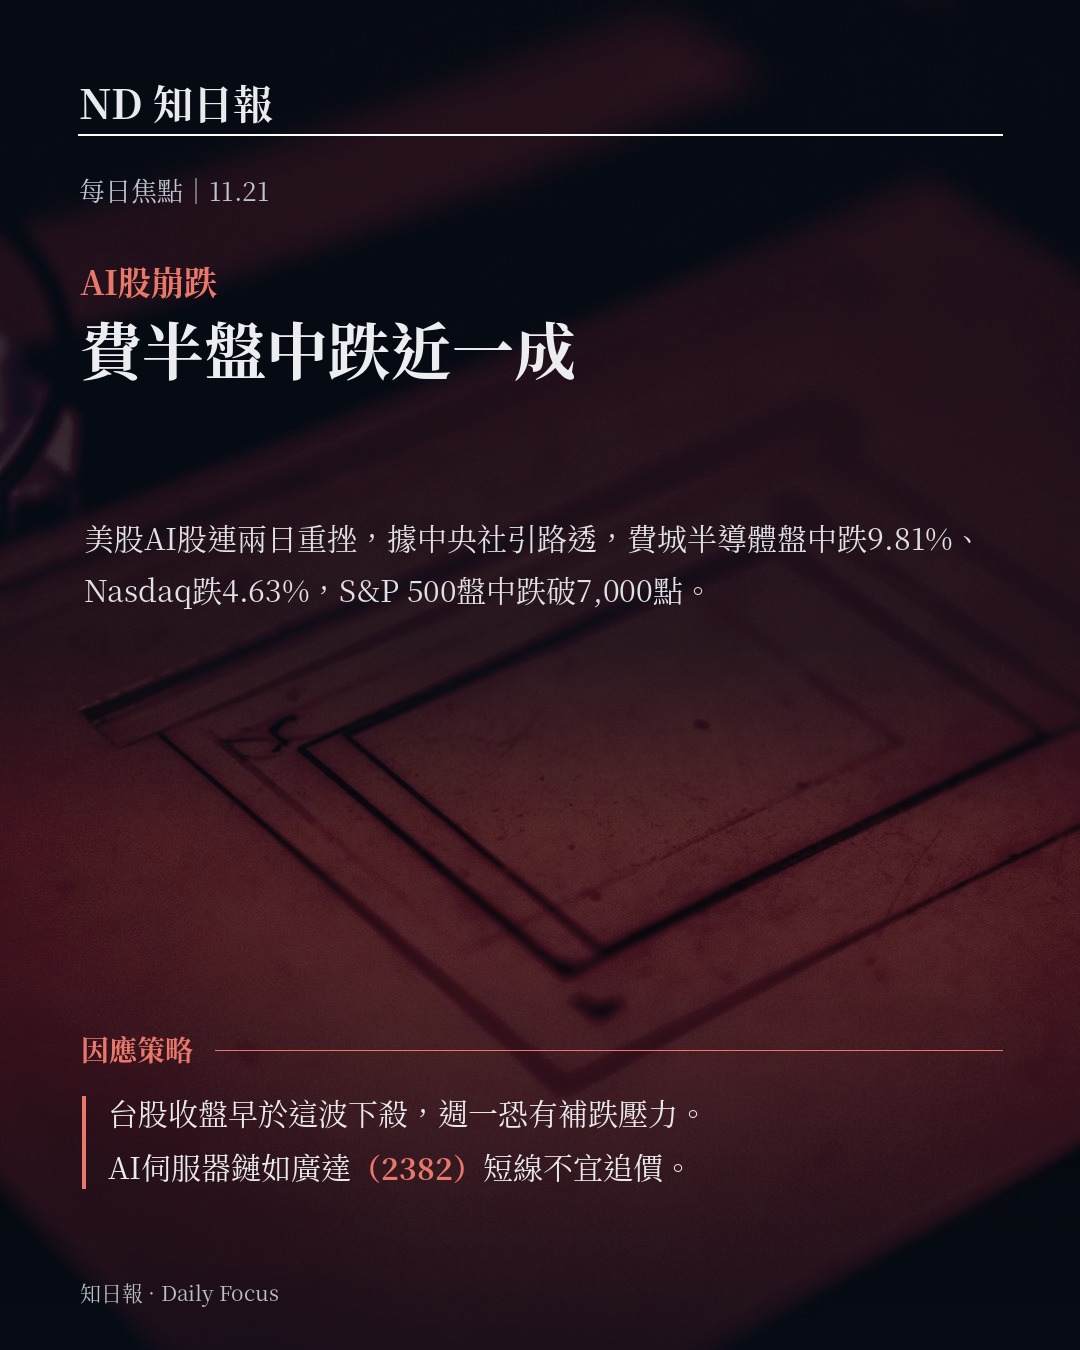 ND 知日報
每日焦點｜11.21
AI股崩跌
費半盤中跌近一成
美股AI股連兩日重挫，據中央社引路透，費城半導體盤中跌9.81%、
Nasdaq跌4.63%，S&P 500盤中跌破7,000點。
因應策略
台股收盤早於這波下殺，週一恐有補跌壓力。
AI伺服器鏈如廣達（2382）短線不宜追價。
知日報 · Daily Focus